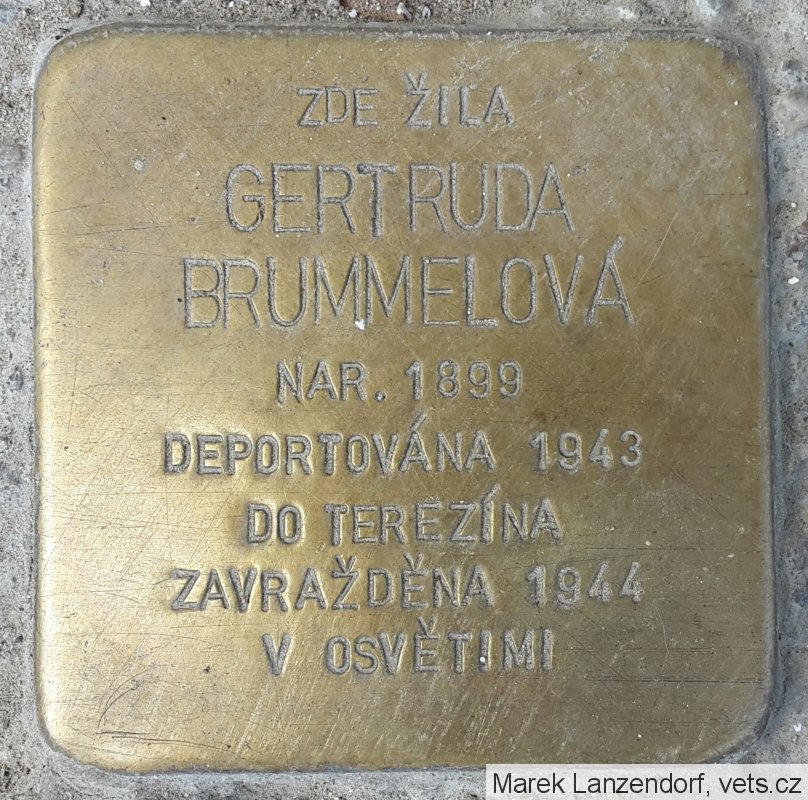 ZDE ŽILA
GERTRUDA
BRUMMELOVÁ
NAR. 1899
DEPORTOVÁNA 1943
DO TEREZÍNA
ZAVRAŽDĚNA 1944
V OSVĚTIMI
Marek Lanzendorf, vets.cz